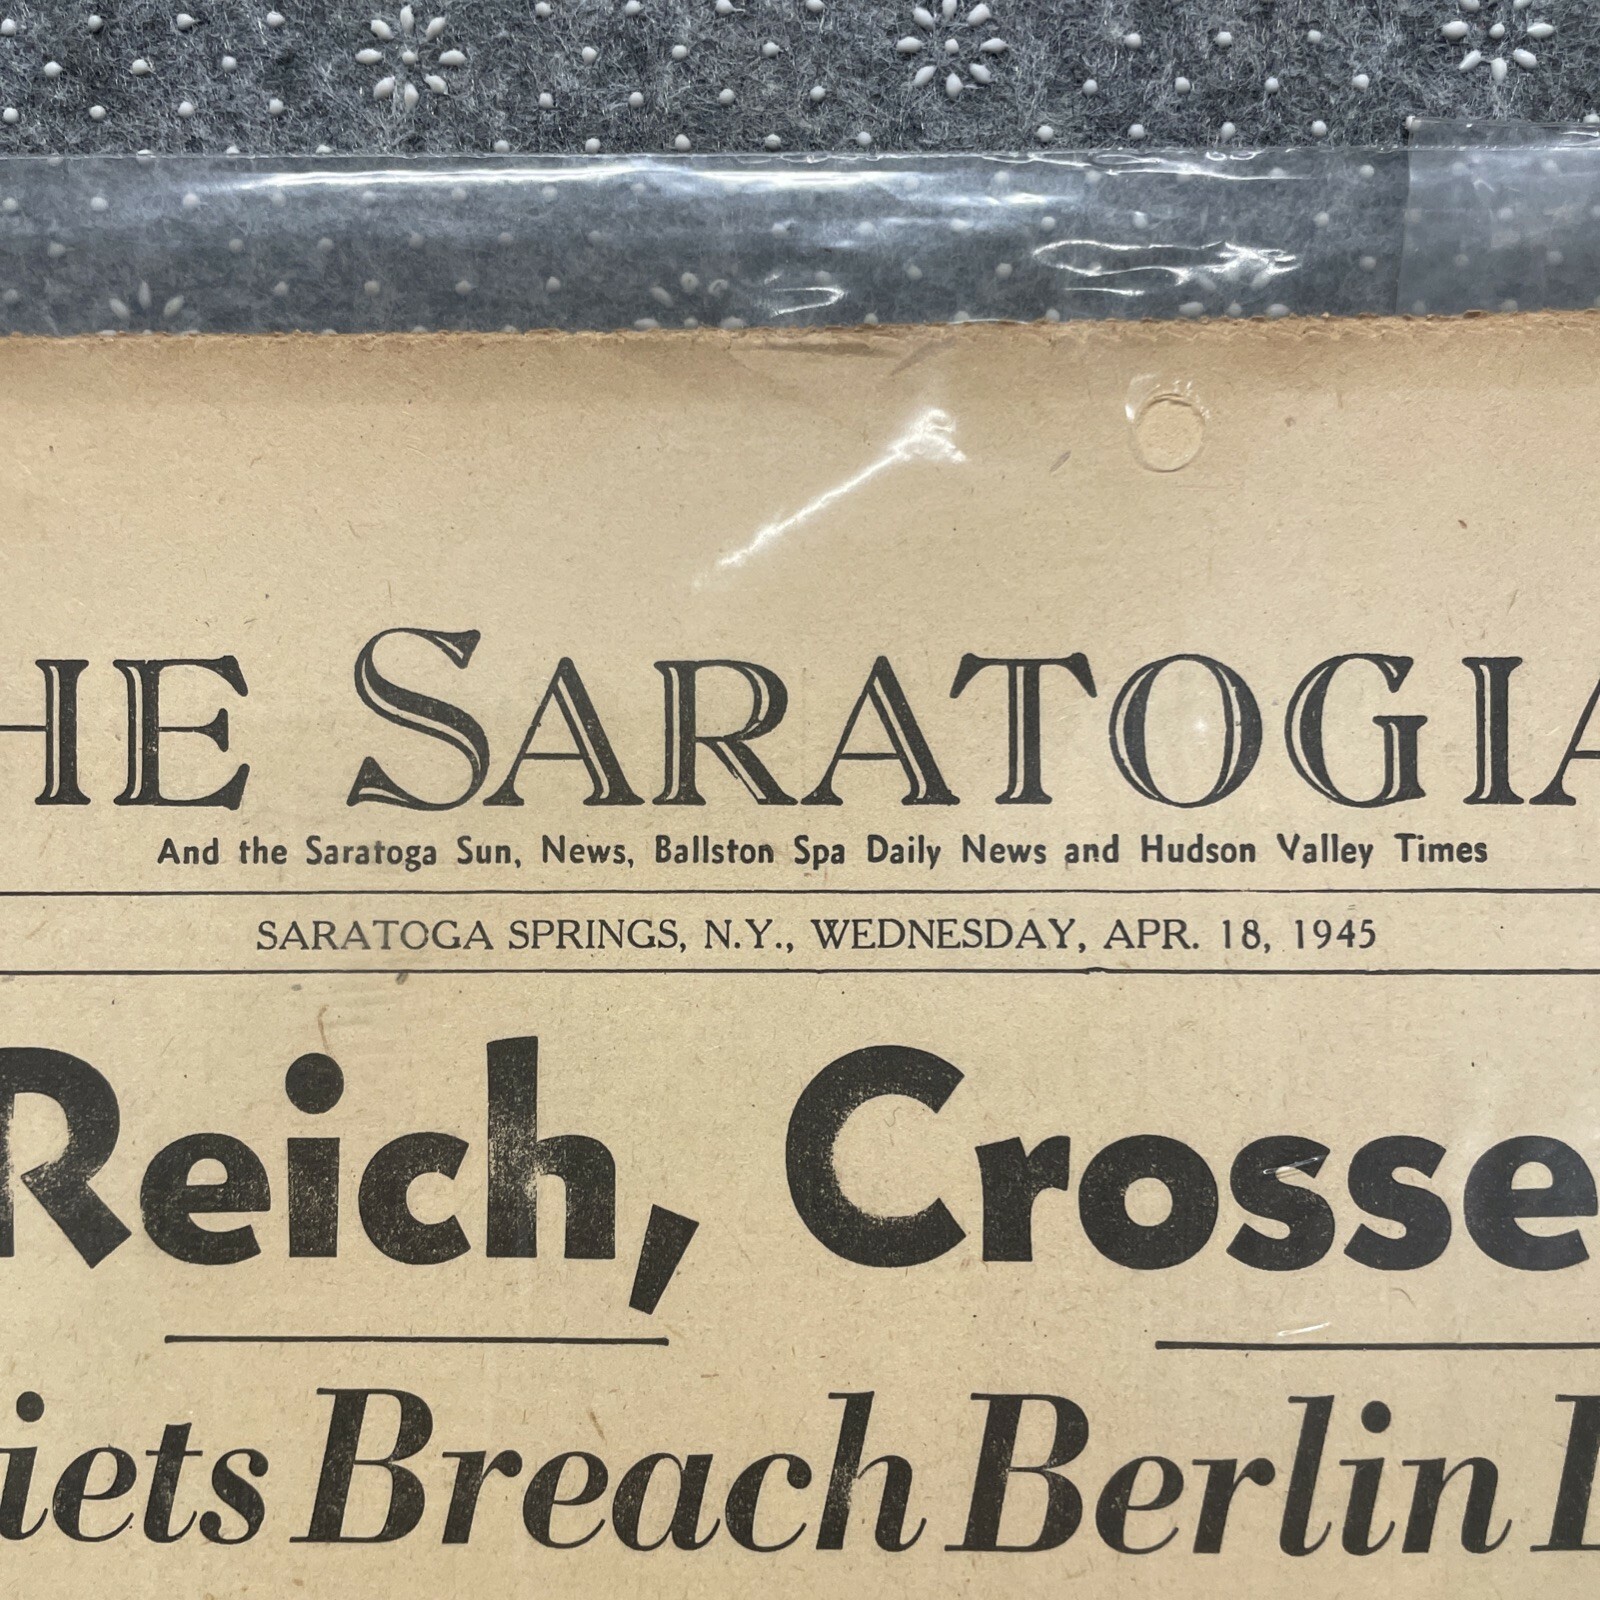 HE SARATOGIA
And the Saratoga Sun, News, Ballston Spa Daily News and Hudson Valley Times
SARATOGA SPRINGS, N.Y., WEDNESDAY, APR. 18, 1945
Reich, Crosse
iets Breach Berlin